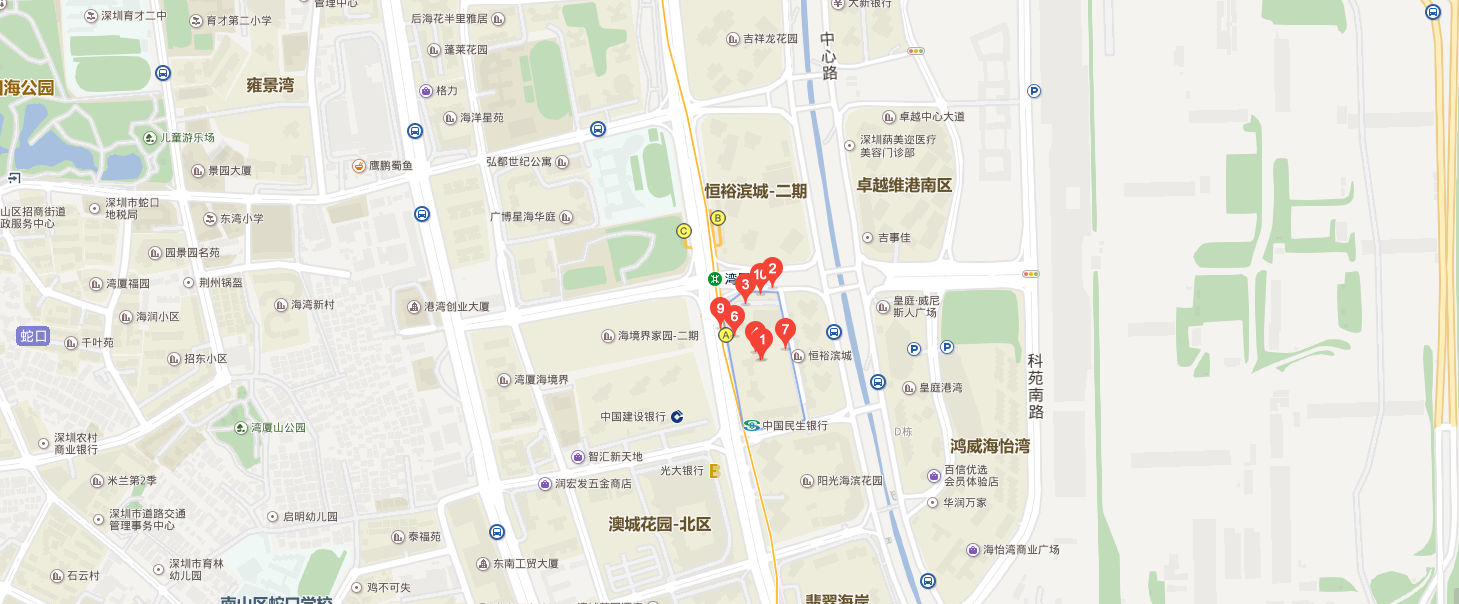 管理中心
深圳育才二中
育才第二小学
后海花半里雅居
大新银行
吉祥龙花园
中心路
蓬莱花园
海公园
雍景湾
格力
P
海洋星苑
卓越中心大道
儿童游乐场
深圳蒳美迩医疗
美容门诊部
弘都世纪公寓
鹰鹏蜀鱼
景园大厦
恒裕滨城-二期
卓越维港南区
深圳市蛇口
地税局
山区招商街道
政服务中心
东湾小学
广博星海华庭
B
C
吉事佳
园景园名苑
湾厦福园
荆州锅盔
湾
10
2
3
海湾新村
港湾创业大厦
皇庭·威尼
斯人广场
9
6
海润小区
7
蛇口
千叶苑
海境界家园-二期
A
1
P
P
招东小区
恒裕滨城
科苑南路
湾厦海境界
皇庭港湾
中国建设银行
中国民生银行
湾厦山公园
D栋
深圳农村
商业银行
鸿威海怡湾
智汇新天地
光大银行
百信优选
会员体验店
米兰第2季
润宏发五金商店
阳光海滨花园
华润万家
深圳市道路交通
管理事务中心
启明幼儿园
澳城花园-北区
泰福苑
海怡湾商业广场
深圳市育林
幼儿园
东南工贸大厦
石云村
鸡不可失
南山区蛇口学校
翡翠海岸